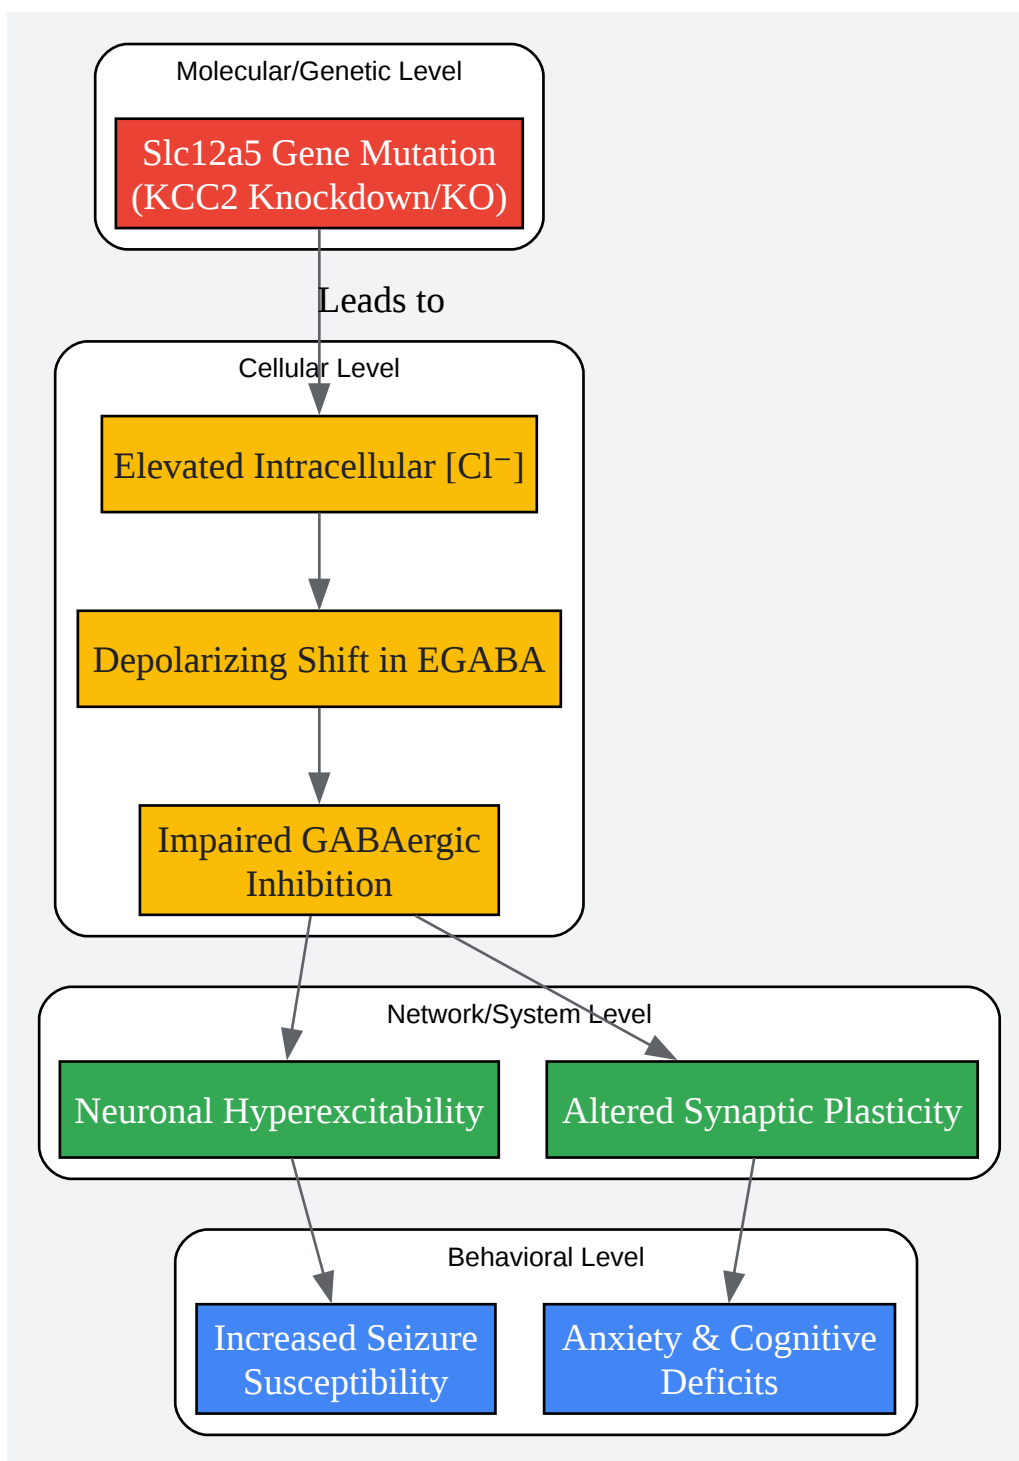 Molecular/Genetic Level
Slc12a5 Gene Mutation
(KCC2 Knockdown/KO)
Leads to
Cellular Level
Elevated Intracellular [Cl⁻]
Depolarizing Shift in EGABA
Impaired GABAergic
Inhibition
Network/System Level
Neuronal Hyperexcitability
Altered Synaptic Plasticity
Behavioral Level
Increased Seizure
Susceptibility
Anxiety & Cognitive
Deficits